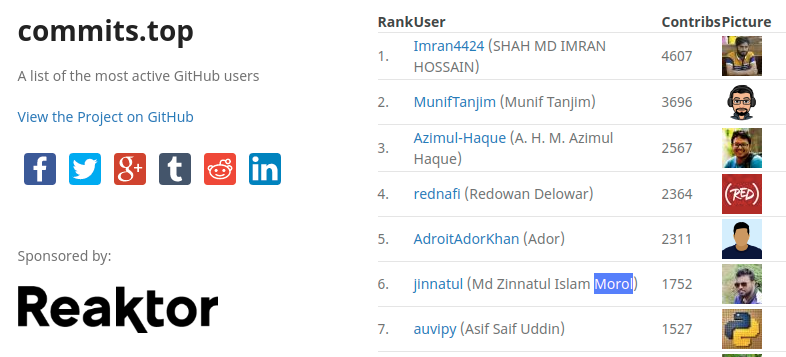 commits.top
A list of the most active GitHub users
View the Project on GitHub
Sponsored by:
Reaktor
Rank User Contribs Picture
1. Imran4424 (SHAH MD IMRAN 4607
HOSSAIN)
2. MunifTanjim (Munif Tanjim) 3696
3. Azimul-Haque (A. H. M. Azimul 2567
Haque)
4. rednafi (Redowan Delowar) 2364
(RED)
5. AdroitAdorKhan (Ador) 2311
6. jinnatul (Md Zinnatul Islam Morol) 1752
7. auvipy (Asif Saif Uddin) 1527